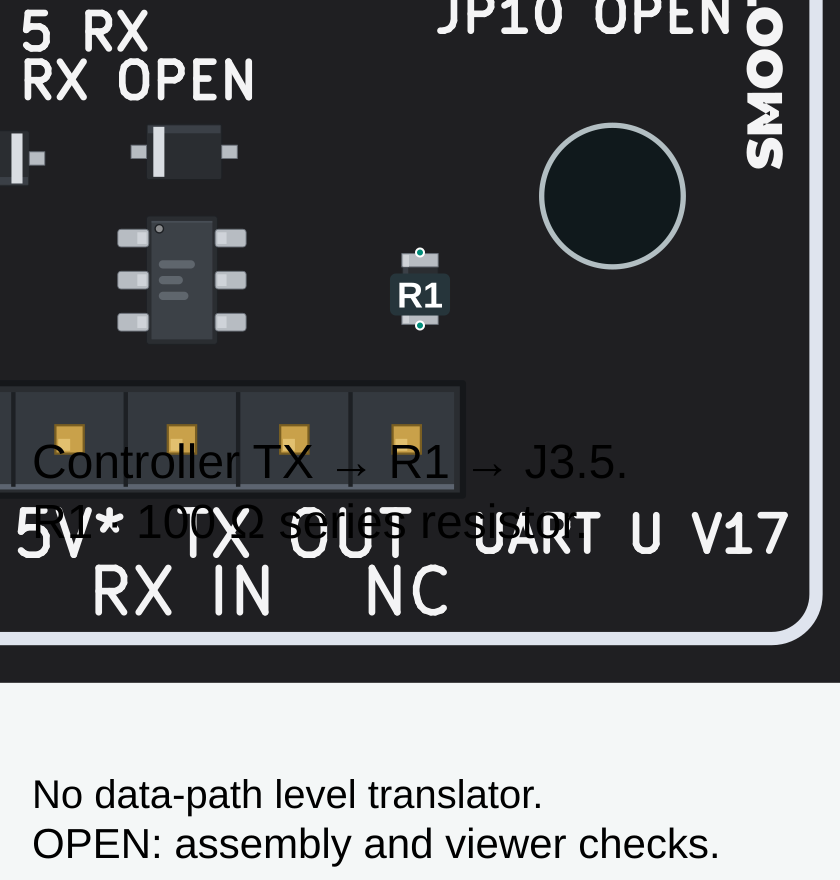 5 RX
JP10 OPEN
RX OPEN
R1
Controller TX → R1 → J3.5.
R1 100 Ω series resistor.
5V* TX OUT UART U V17
RX IN NC
No data-path level translator.
OPEN: assembly and viewer checks.